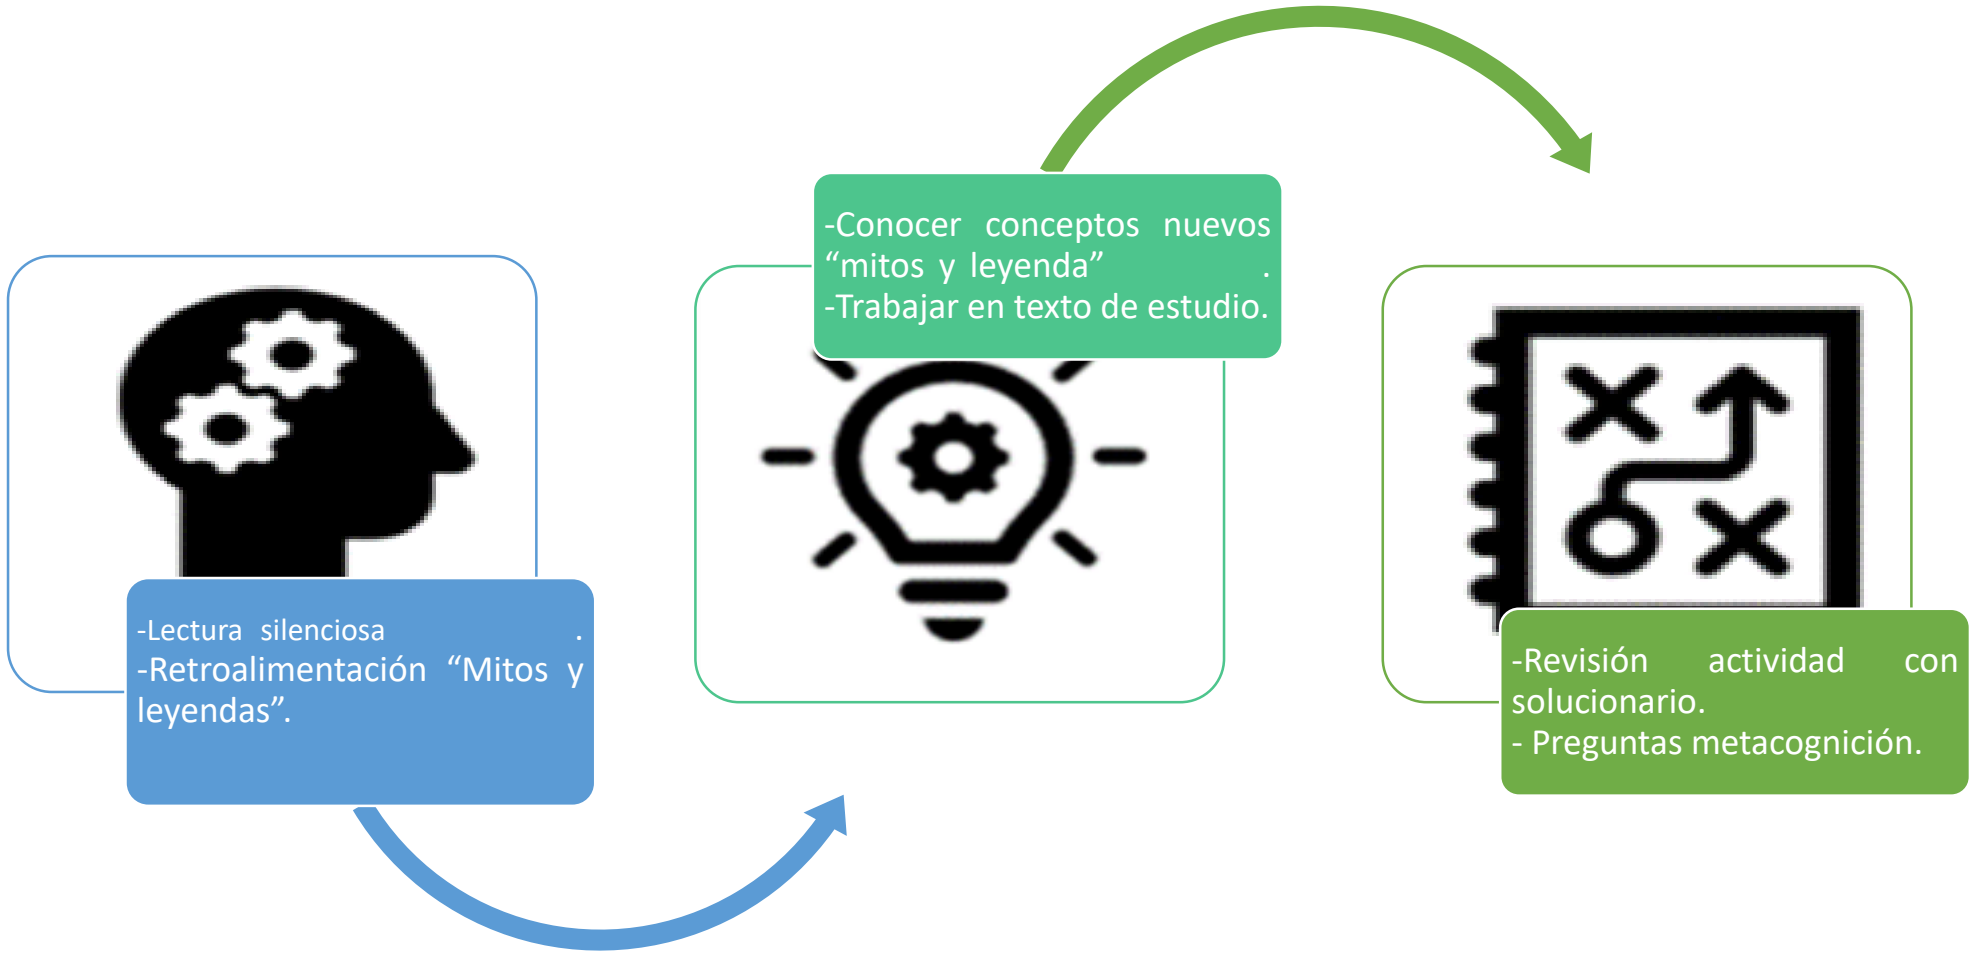 -Lectura silenciosa .
-Retroalimentación “Mitos y
leyendas”.
-Conocer conceptos nuevos
“mitos y leyenda” .
-Trabajar en texto de estudio.
-Revisión actividad con
solucionario.
- Preguntas metacognición.